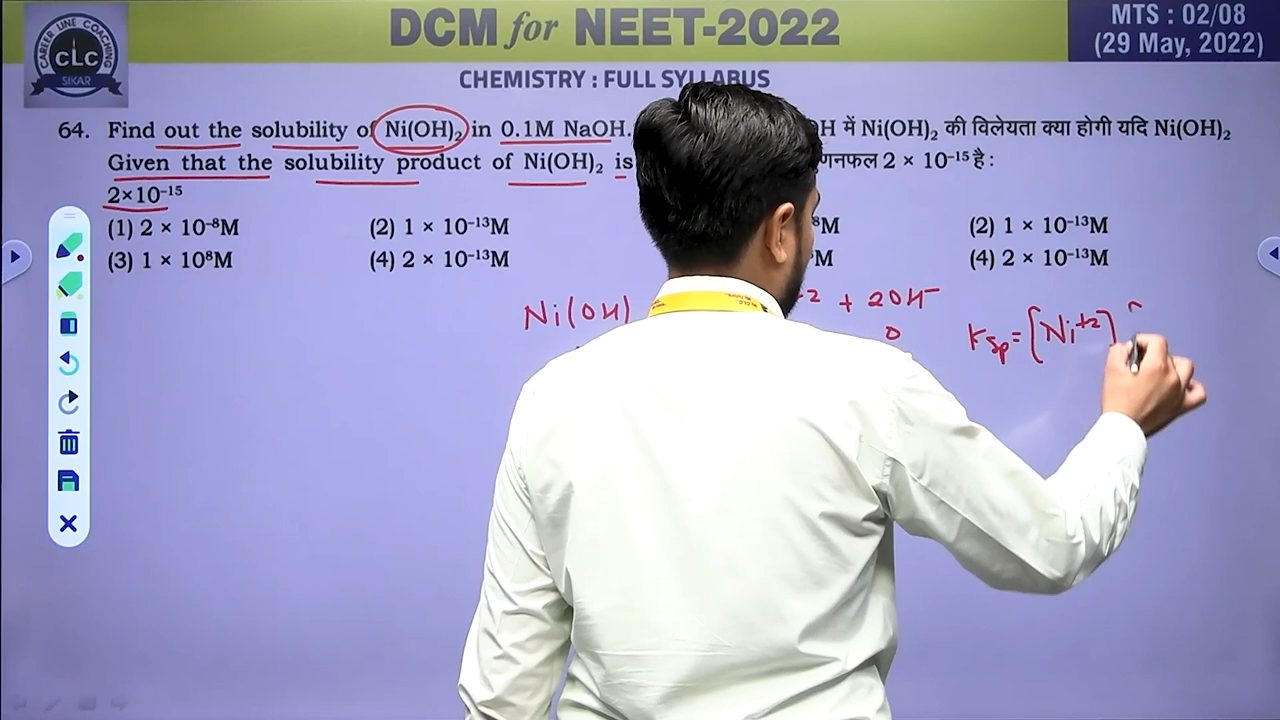 CAREER LINE COACHING
CLC
SIKAR
DCM for NEET-2022
MTS : 02/08
(29 May, 2022)
CHEMISTRY : FULL SYLLABUS
64. Find out the solubility of Ni(OH)₂ in 0.1M NaOH.
Given that the solubility product of Ni(OH)₂ is
2×10⁻¹⁵
(1) 2 × 10⁻⁸M (2) 1 × 10⁻¹³M
(3) 1 × 10⁸M (4) 2 × 10⁻¹³M
में Ni(OH)₂ की विलेयता क्या होगी यदि Ni(OH)₂
2 × 10⁻¹⁵ है :
(2) 1 × 10⁻¹³M
(4) 2 × 10⁻¹³M
Ni(OH) + 2OH⁻
0
Ksp = [Ni⁺²]